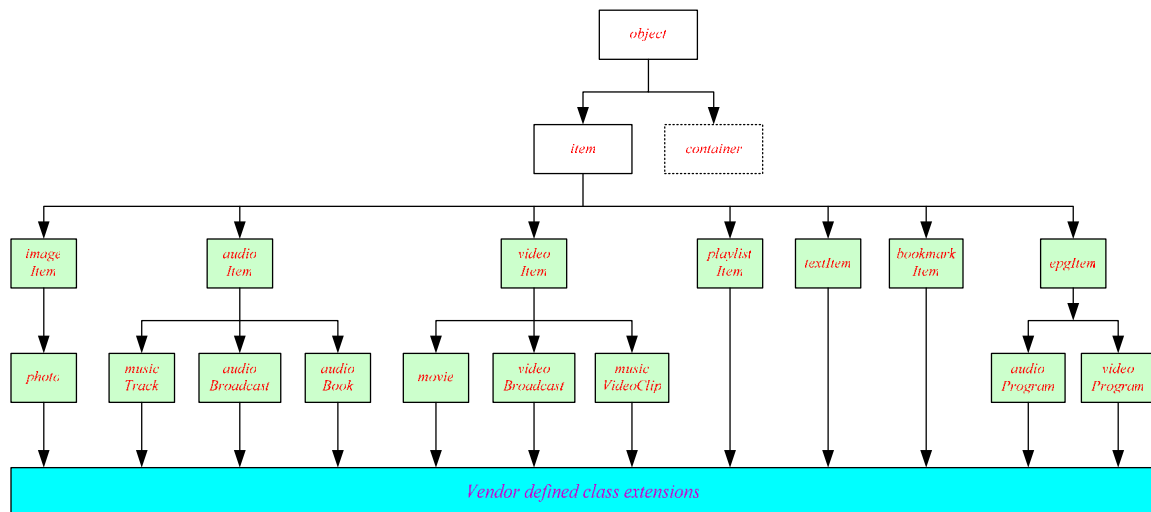 object
item
container
image
Item
audio
Item
video
Item
playlist
Item
textItem
bookmark
Item
epgItem
photo
music
Track
audio
Broadcast
audio
Book
movie
video
Broadcast
music
VideoClip
audio
Program
video
Program
Vendor defined class extensions